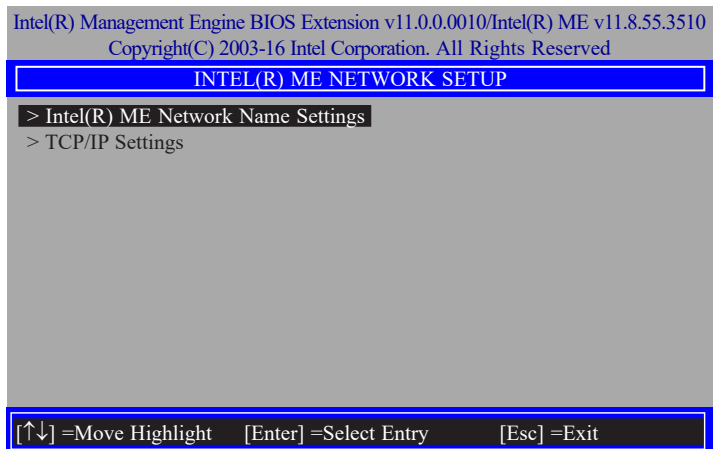 Intel(R) Management Engine BIOS Extension v11.0.0.0010/Intel(R) ME v11.8.55.3510
Copyright(C) 2003-16 Intel Corporation. All Rights Reserved
INTEL(R) ME NETWORK SETUP
> Intel(R) ME Network Name Settings
> TCP/IP Settings
[↑↓] =Move Highlight [Enter] =Select Entry [Esc] =Exit